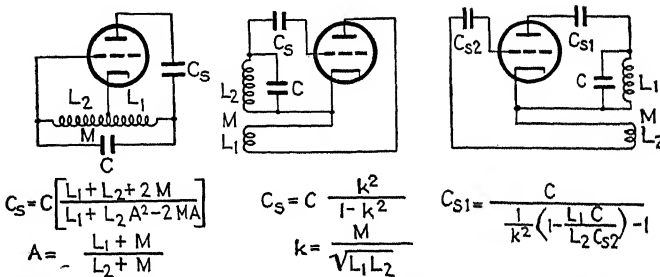 C_S
L_2 L_1
M
C
C_S = C [ (L_1 + L_2 + 2M) / (L_1 + L_2 A^2 - 2MA) ]
A = - (L_1 + M) / (L_2 + M)
C_S
C
L_2
M
L_1
C_S = C k^2 / (1 - k^2)
k = M / √(L_1 L_2)
C_S2
C_S1
C
L_1
M
L_2
C_S1 = C / ( 1/k^2 (1 - L_1 C / (L_2 C_S2)) - 1 )